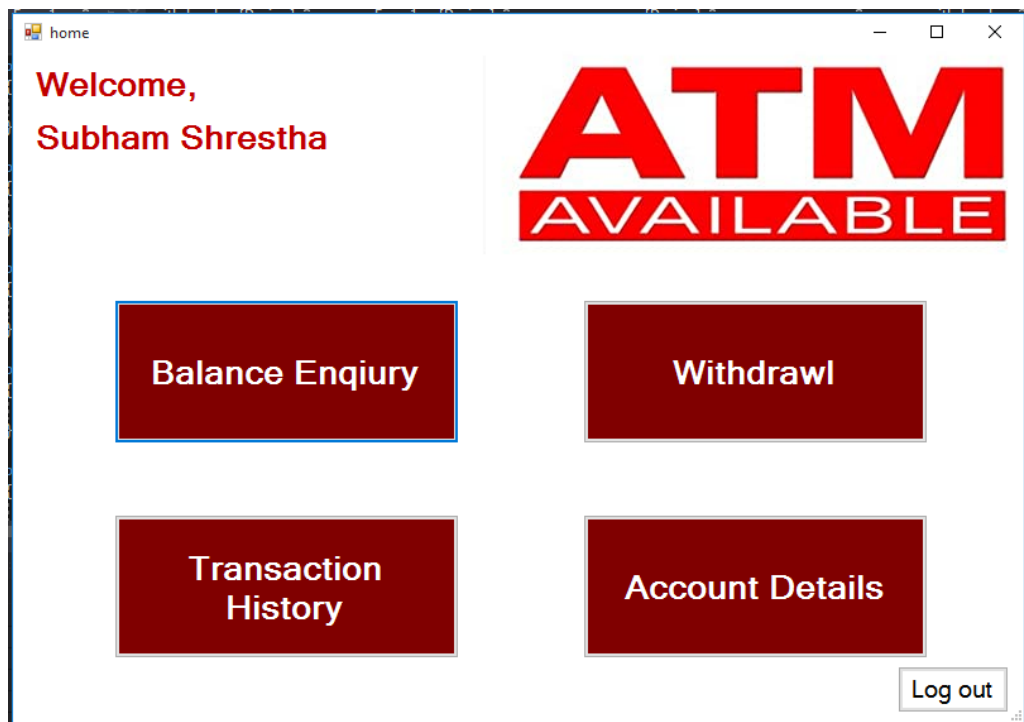 home
Welcome,
Subham Shrestha
ATM
AVAILABLE
Balance Enqiury
Withdrawl
Transaction
History
Account Details
Log out